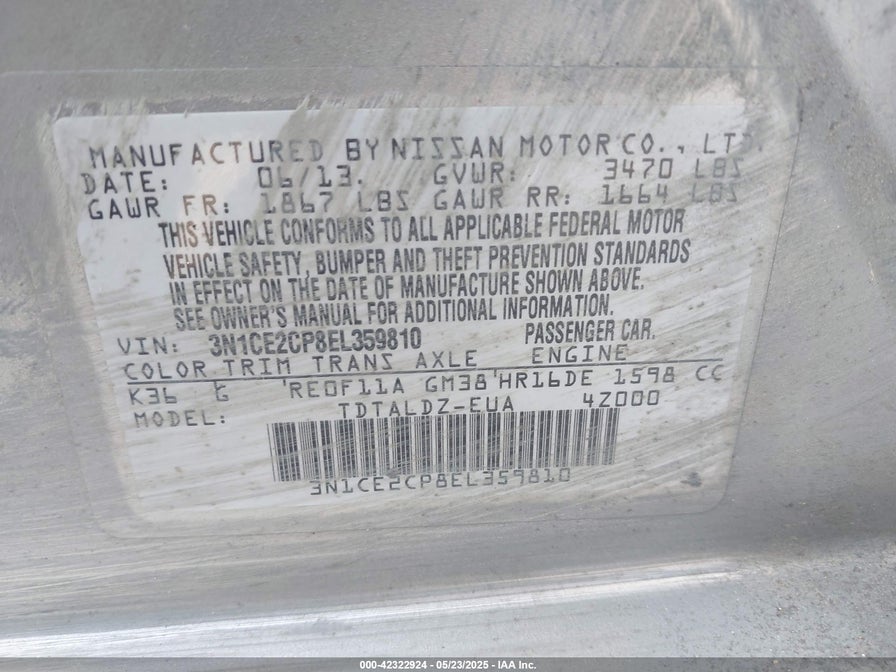 MANUFACTURED BY NISSAN MOTOR CO., LTD.
DATE: 06/13. GVWR: 3470 LBS
GAWR FR: 1867 LBS GAWR RR: 1664 LBS
THIS VEHICLE CONFORMS TO ALL APPLICABLE FEDERAL MOTOR
VEHICLE SAFETY, BUMPER AND THEFT PREVENTION STANDARDS
IN EFFECT ON THE DATE OF MANUFACTURE SHOWN ABOVE.
SEE OWNER'S MANUAL FOR ADDITIONAL INFORMATION.
VIN: 3N1CE2CP8EL359810 PASSENGER CAR.
COLOR TRIM TRANS AXLE ENGINE
K36 G 'RE0F11A GM38'HR16DE 1598 CC
MODEL: TDTALDZ-EUA 4Z000
3N1CE2CP8EL359810
000-42322924 - 05/23/2025 - IAA Inc.